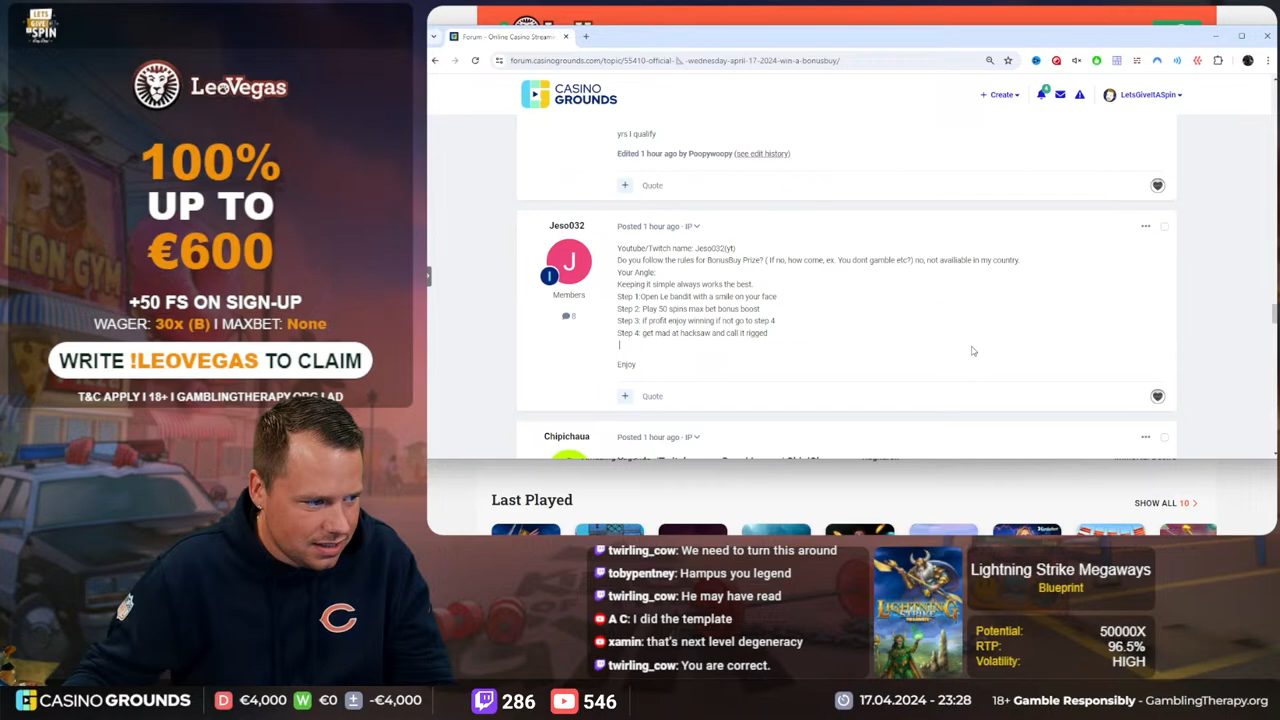 LETS
GIVE IT A
SPIN
LeoVegas
100%
UP TO
€600
+50 FS ON SIGN-UP
WAGER: 30x (B) I MAXBET: None
WRITE !LEOVEGAS TO CLAIM
T&C APPLY I 18+ I GAMBLINGTHERAPY.ORG I AD
Forum - Online Casino Stream
forum.casinogrounds.com/topic/55410-official-
-wednesday-april-17-2024-win-a-bonusbuy/
CASINO
GROUNDS
+ Create
4
LetsGiveItASpin
yrs I qualify
Edited 1 hour ago by Poopywoopy (see edit history)
+ Quote
Jeso032
Posted 1 hour ago · IP
J
I
Members
8
Youtube/Twitch name: Jeso032(yt)
Do you follow the rules for BonusBuy Prize? ( If no, how come, ex. You dont gamble etc?) no, not availiable in my country.
Your Angle:
Keeping it simple always works the best.
Step 1:Open Le bandit with a smile on your face
Step 2: Play 50 spins max bet bonus boost
Step 3: if profit enjoy winning if not go to step 4
Step 4: get mad at hacksaw and call it rigged
Enjoy
+ Quote
Chipichaua
Posted 1 hour ago · IP
Last Played
SHOW ALL 10 >
twirling_cow: We need to turn this around
tobypentney: Hampus you legend
twirling_cow: He may have read
A C: I did the template
xamin: that's next level degeneracy
twirling_cow: You are correct.
LIGHTNING
STRIKE
Lightning Strike Megaways
Blueprint
Potential: 50000X
RTP: 96.5%
Volatility: HIGH
CASINO GROUNDS
D €4,000 W €0 ± -€4,000
286
546
17.04.2024 - 23:28
18+ Gamble Responsibly - GamblingTherapy.org